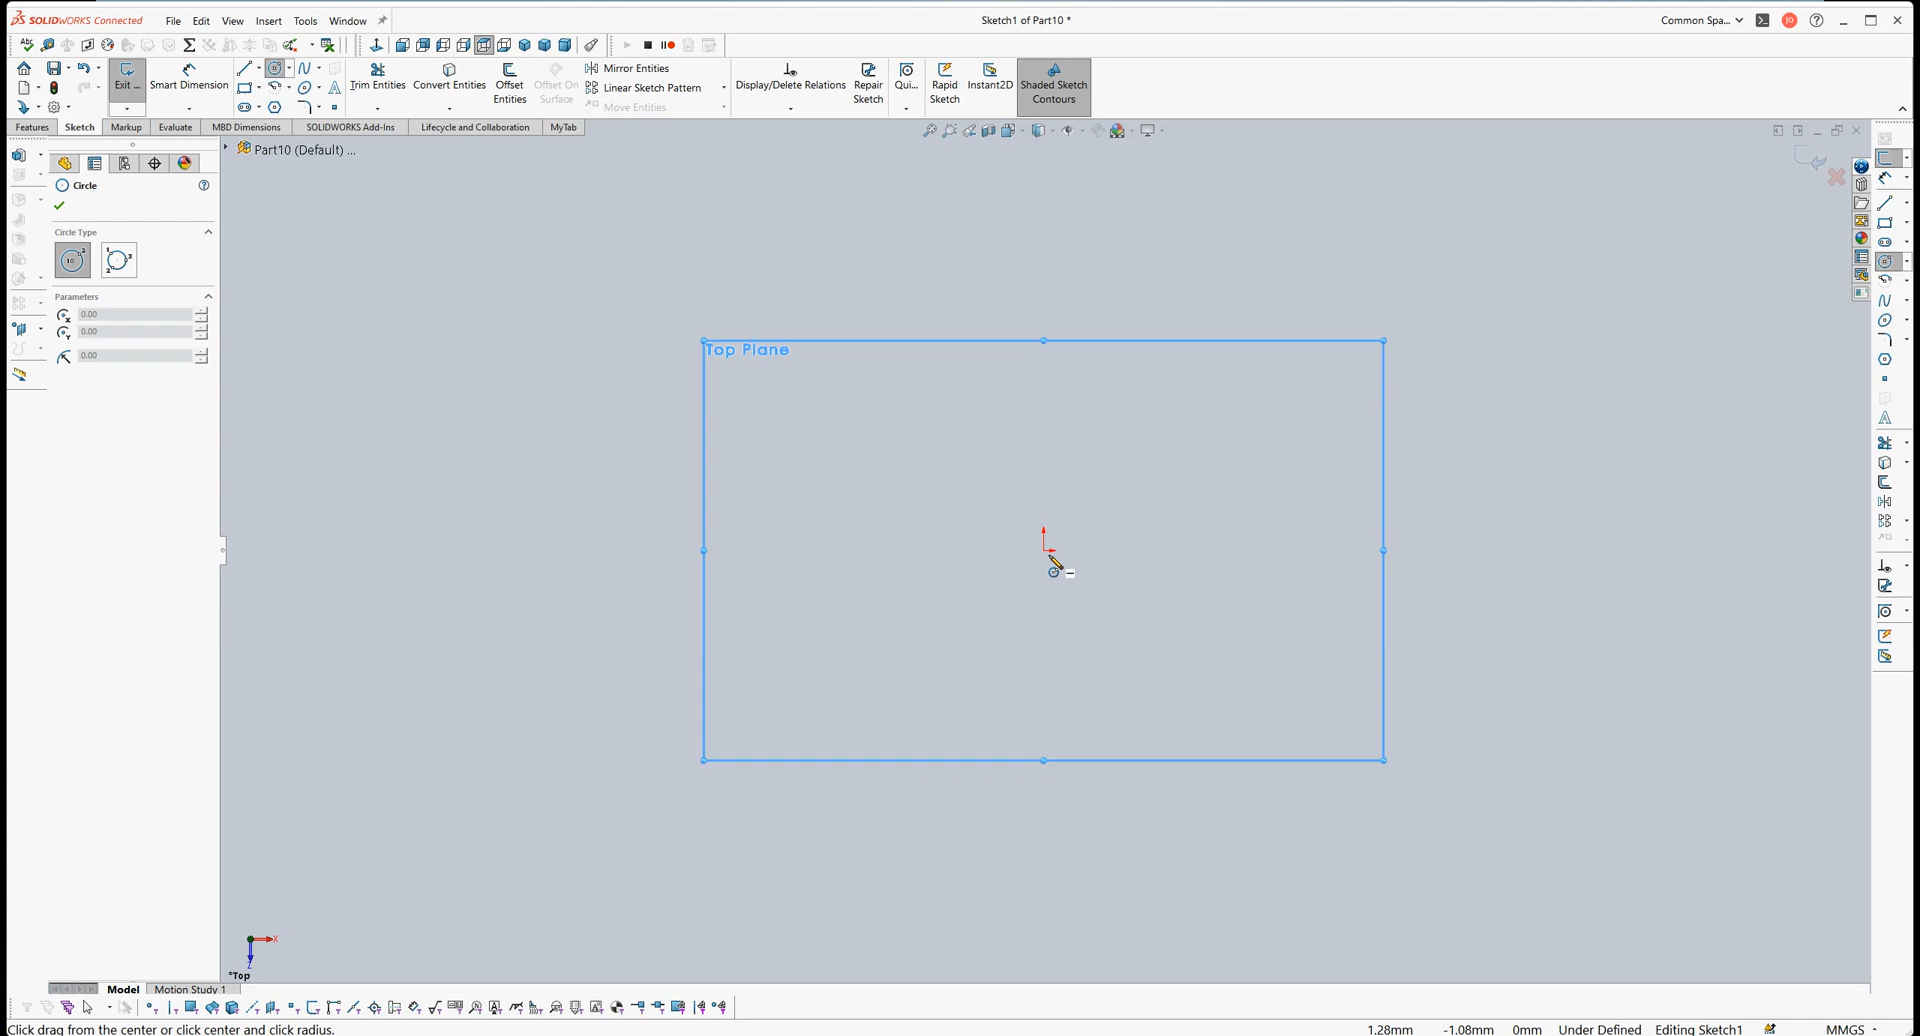 SOLIDWORKS Connected File Edit View Insert Tools Window Sketch1 of Part10 * Common Spa...
Exit ... Smart Dimension Trim Entities Convert Entities Offset Entities Offset On Surface Mirror Entities Display/Delete Relations Repair Sketch Qui... Rapid Sketch Instant2D Shaded Sketch Contours
Linear Sketch Pattern
Move Entities
Features Sketch Markup Evaluate MBD Dimensions SOLIDWORKS Add-Ins Lifecycle and Collaboration MyTab
Part10 (Default) ...
Circle
Circle Type
Parameters
0.00
0.00
0.00
Top Plane
X
Z
*Top
Model Motion Study 1
Click drag from the center or click center and click radius. 1.28mm -1.08mm 0mm Under Defined Editing Sketch1 MMGS